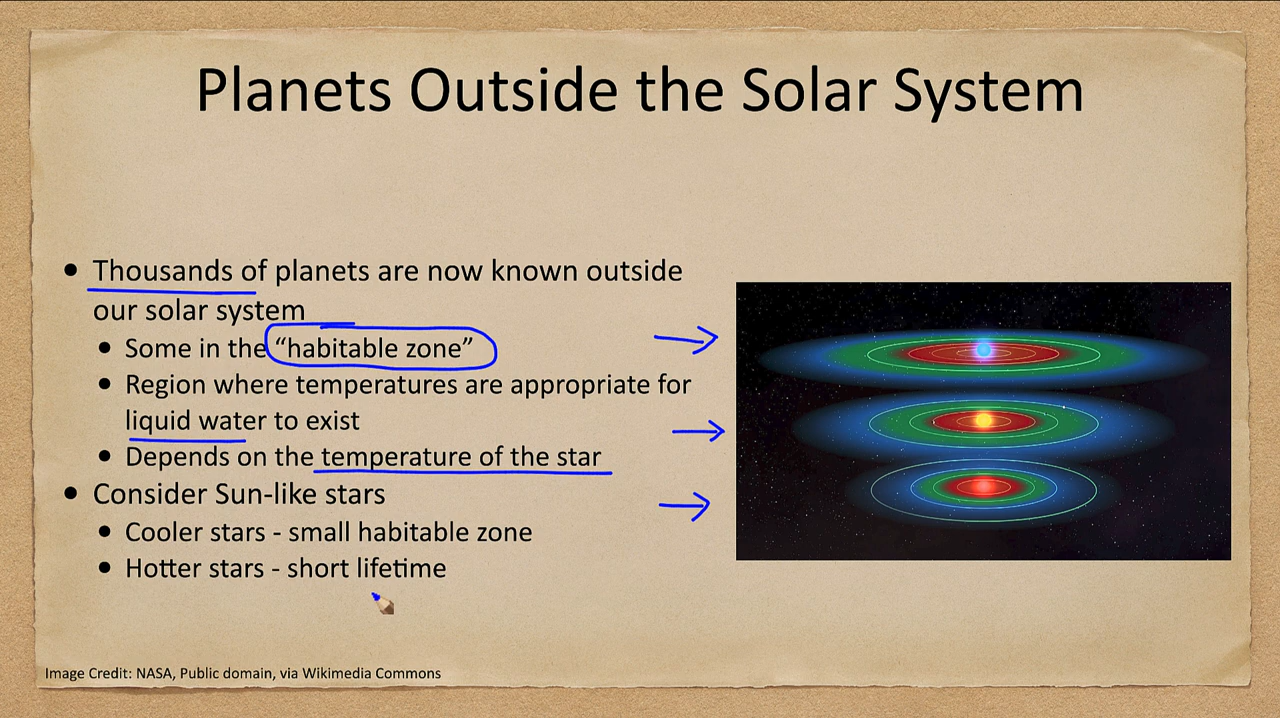 Planets Outside the Solar System
• Thousands of planets are now known outside
our solar system
• Some in the “habitable zone”
• Region where temperatures are appropriate for
liquid water to exist
• Depends on the temperature of the star
• Consider Sun-like stars
• Cooler stars - small habitable zone
• Hotter stars - short lifetime
Image Credit: NASA, Public domain, via Wikimedia Commons